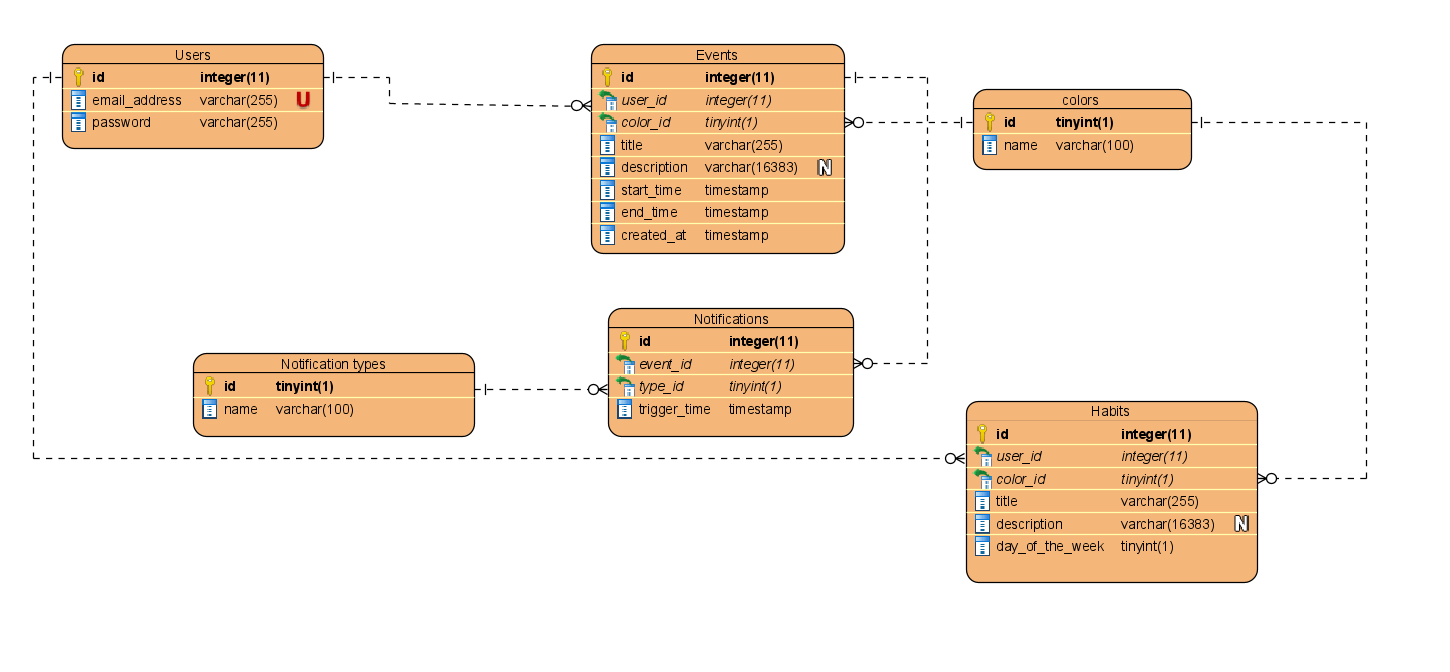 Users
id integer(11)
email_address varchar(255) U
password varchar(255)
Events
id integer(11)
user_id integer(11)
color_id tinyint(1)
title varchar(255)
description varchar(16383) N
start_time timestamp
end_time timestamp
created_at timestamp
colors
id tinyint(1)
name varchar(100)
Notifications
id integer(11)
event_id integer(11)
type_id tinyint(1)
trigger_time timestamp
Notification types
id tinyint(1)
name varchar(100)
Habits
id integer(11)
user_id integer(11)
color_id tinyint(1)
title varchar(255)
description varchar(16383) N
day_of_the_week tinyint(1)